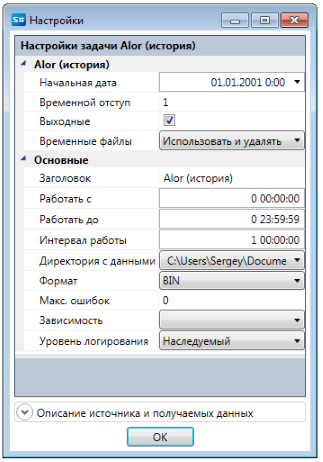 S# Настройки
Настройки задачи Alor (история)
Alor (история)
Начальная дата 01.01.2001 0:00
Временной отступ 1
Выходные
Временные файлы Использовать и удалять
Основные
Заголовок Alor (история)
Работать с 0 00:00:00
Работать до 0 23:59:59
Интервал работы 1 00:00:00
Директория с данными C:\Users\Sergey\Docume
Формат BIN
Макс. ошибок 0
Зависимость
Уровень логирования Наследуемый
Описание источника и получаемых данных
OK